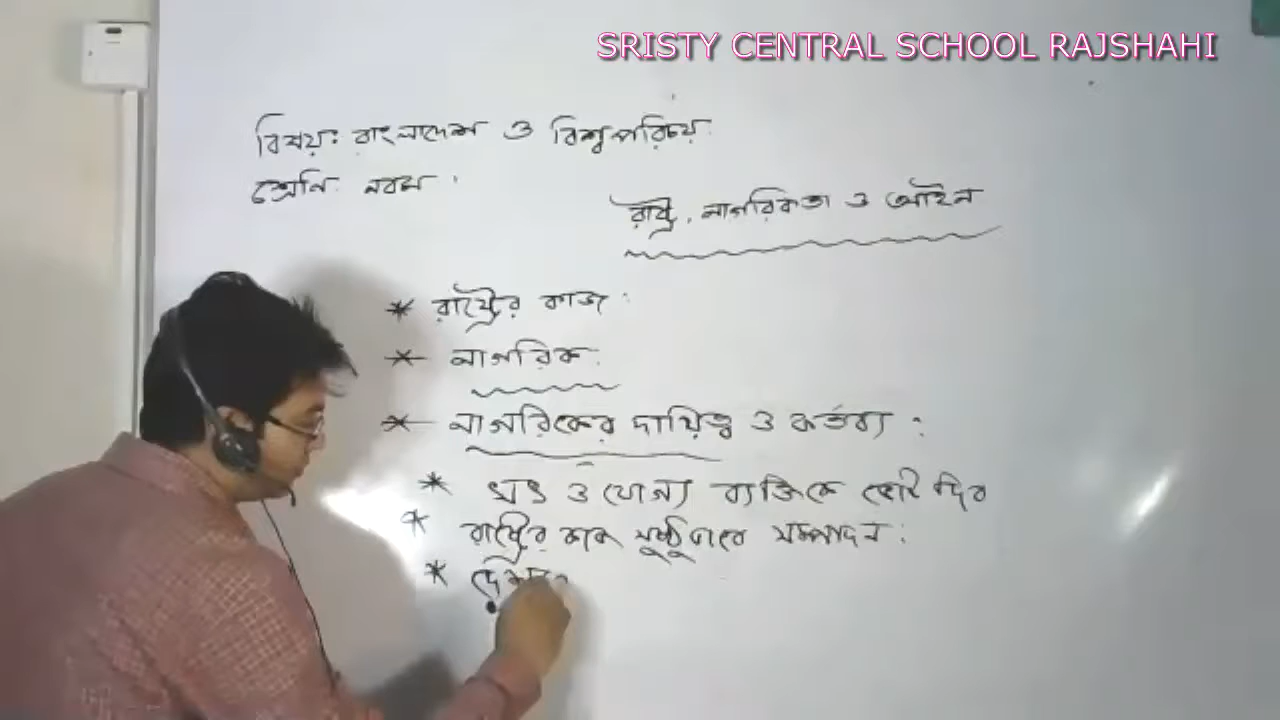 SRISTY CENTRAL SCHOOL RAJSHAHI
বিষয়: বাংলাদেশ ও বিশ্বপরিচয়
শ্রেণি: নবম
রাষ্ট্র, নাগরিকতা ও আইন
* রাষ্ট্রের কাজ:
* নাগরিক:
* নাগরিকের দায়িত্ব ও কর্তব্য:
* সৎ ও যোগ্য ব্যক্তিকে ভোট দিব
* রাষ্ট্রের কাজ সুষ্ঠুভাবে সম্পাদন:
*